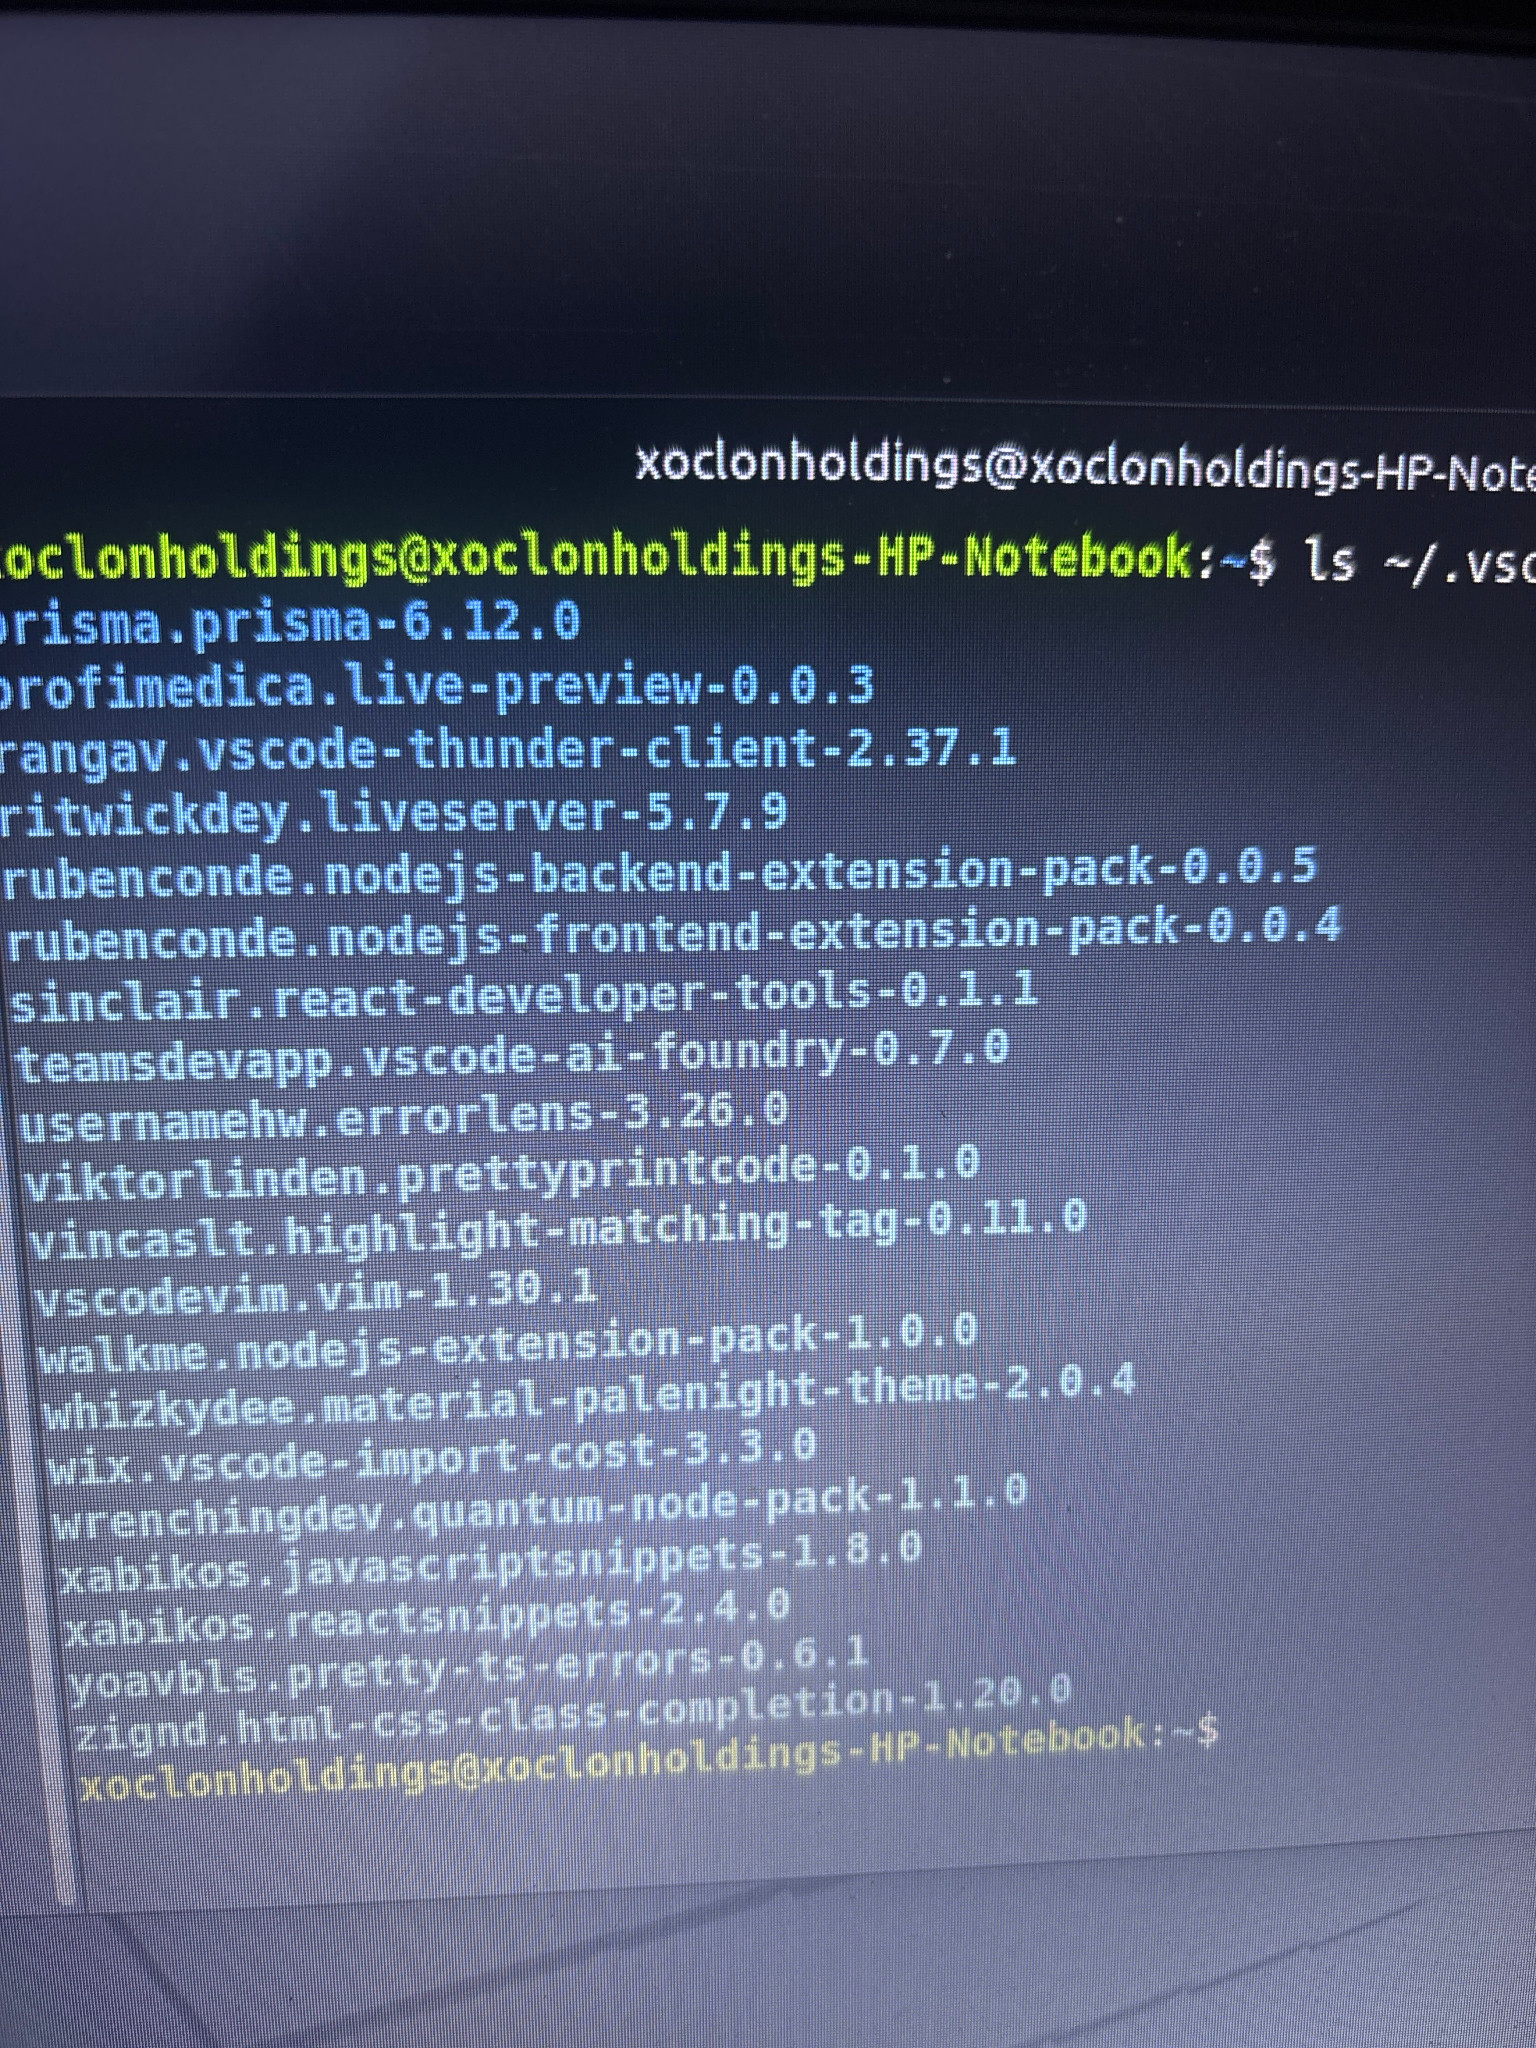 xoclonholdings@xoclonholdings-HP-Note
oclonholdings@xoclonholdings-HP-Notebook:~$ ls ~/.vsc
prisma.prisma-6.12.0
profimedica.live-preview-0.0.3
rangav.vscode-thunder-client-2.37.1
ritwickdey.liveserver-5.7.9
rubenconde.nodejs-backend-extension-pack-0.0.5
rubenconde.nodejs-frontend-extension-pack-0.0.4
sinclair.react-developer-tools-0.1.1
teamsdevapp.vscode-ai-foundry-0.7.0
usernamehw.errorlens-3.26.0
viktorlinden.prettyprintcode-0.1.0
vincaslt.highlight-matching-tag-0.11.0
vscodevim.vim-1.30.1
walkme.nodejs-extension-pack-1.0.0
whizkydee.material-palenight-theme-2.0.4
wix.vscode-import-cost-3.3.0
wrenchingdev.quantum-node-pack-1.1.0
xabikos.javascriptsnippets-1.8.0
xabikos.reactsnippets-2.4.0
yoavbls.pretty-ts-errors-0.6.1
zignd.html-css-class-completion-1.20.0
xoclonholdings@xoclonholdings-HP-Notebook:~$